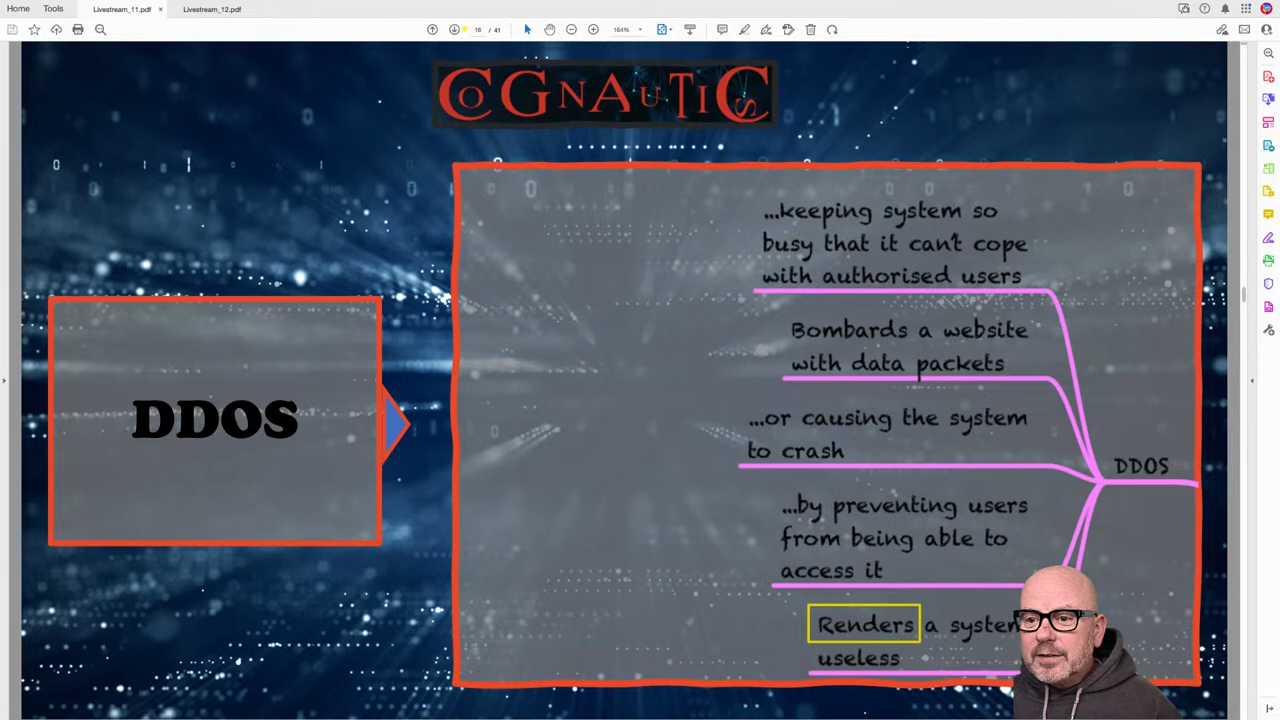 Home
Tools
Livestream_11.pdf ×
Livestream_12.pdf
16 / 41
164%
COGNAUTICS
...keeping system so
busy that it can't cope
with authorised users
Bombards a website
with data packets
...or causing the system
to crash
DDOS
DDOS
...by preventing users
from being able to
access it
Renders a system
useless